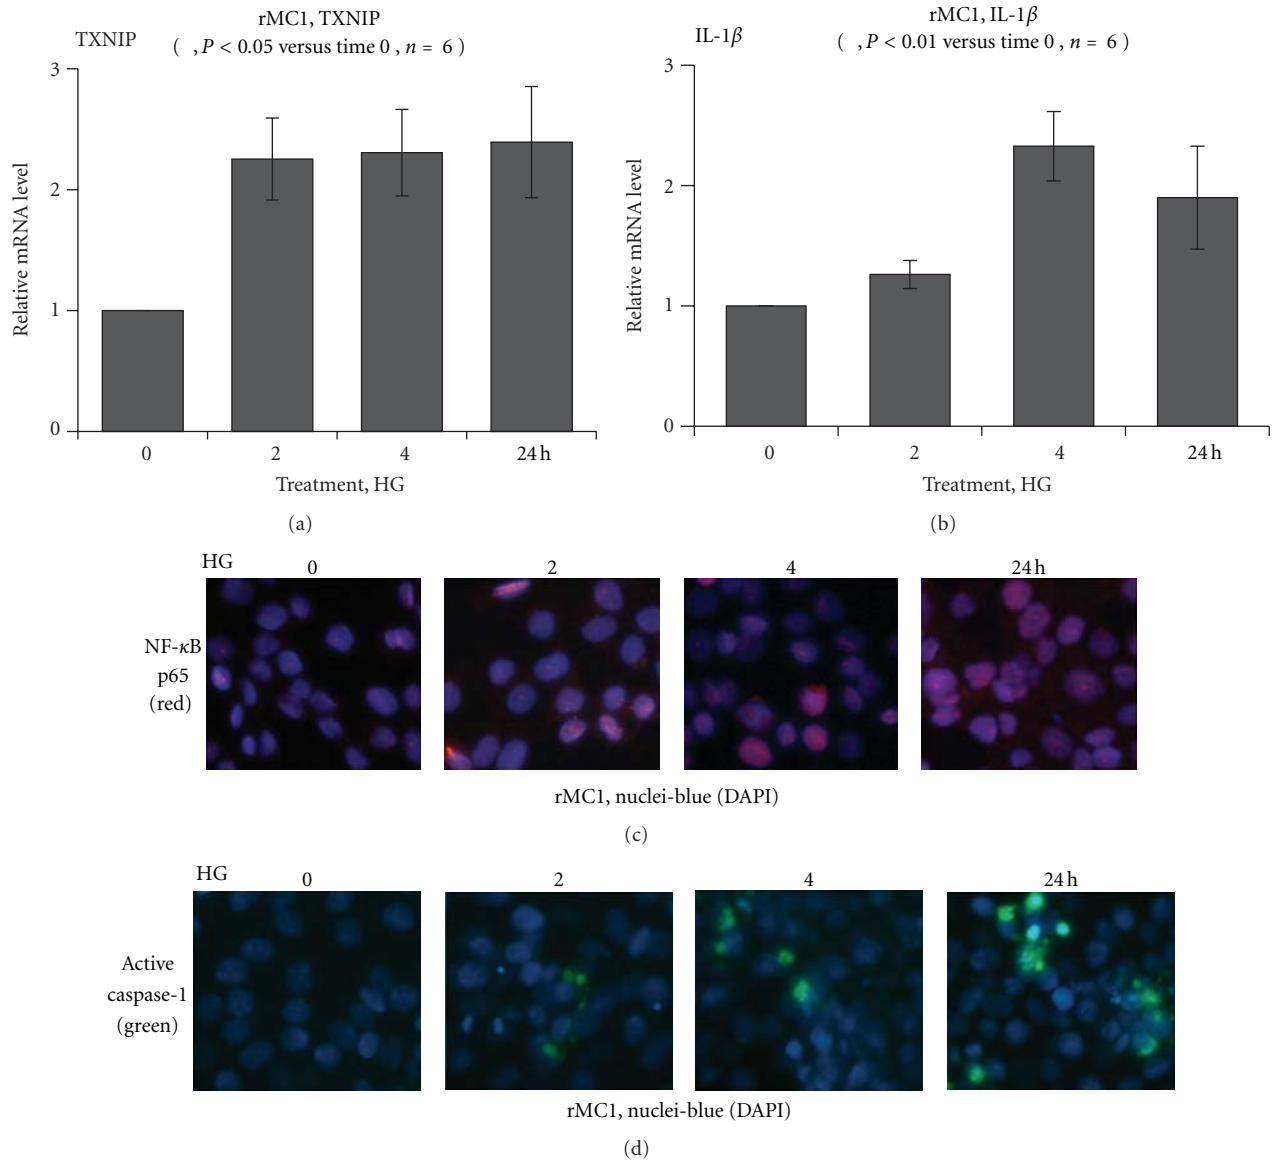 rMC1, TXNIP
TXNIP
( , P < 0.05 versus time 0 , n = 6 )
3
2
1
0
Relative mRNA level
0 2 4 24 h
Treatment, HG
(a)
rMC1, IL-1β
IL-1β
( , P < 0.01 versus time 0 , n = 6 )
3
2
1
0
Relative mRNA level
0 2 4 24 h
Treatment, HG
(b)
HG 0 2 4 24 h
NF-κB
p65
(red)
rMC1, nuclei-blue (DAPI)
(c)
HG 0 2 4 24 h
Active
caspase-1
(green)
rMC1, nuclei-blue (DAPI)
(d)